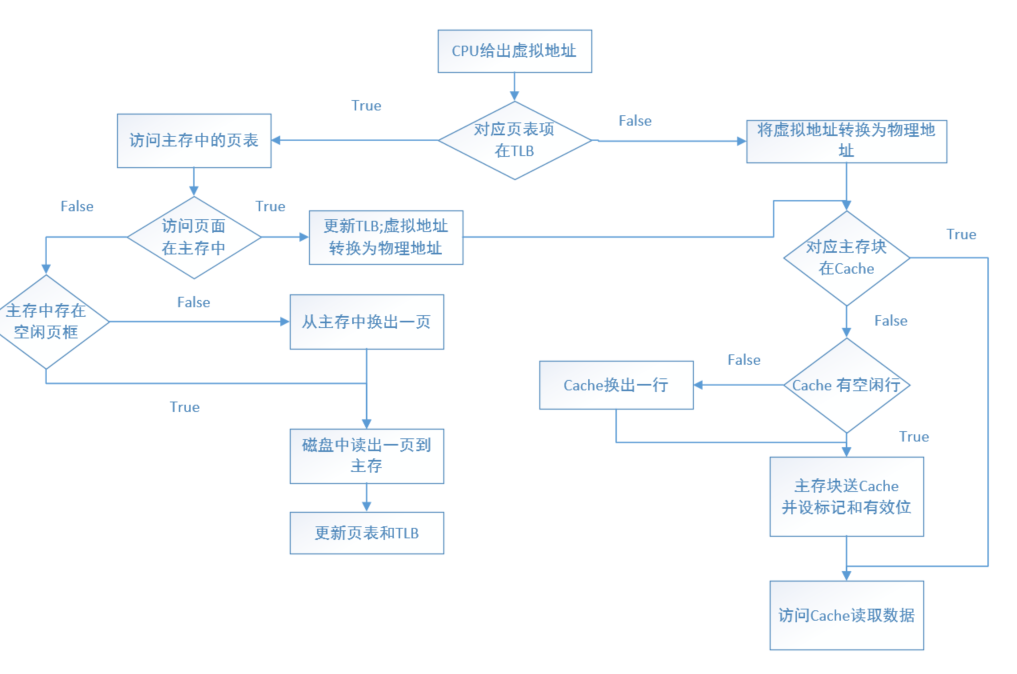 CPU给出虚拟地址
True
对应页表项
在TLB
False
访问主存中的页表
将虚拟地址转换为物理地
址
False
访问页面
在主存中
True
更新TLB;虚拟地址
转换为物理地址
对应主存块
在Cache
True
主存中存在
空闲页框
False
从主存中换出一页
False
True
Cache换出一行
False
Cache 有空闲行
True
磁盘中读出一页到
主存
主存块送Cache
并设标记和有效位
更新页表和TLB
访问Cache读取数据